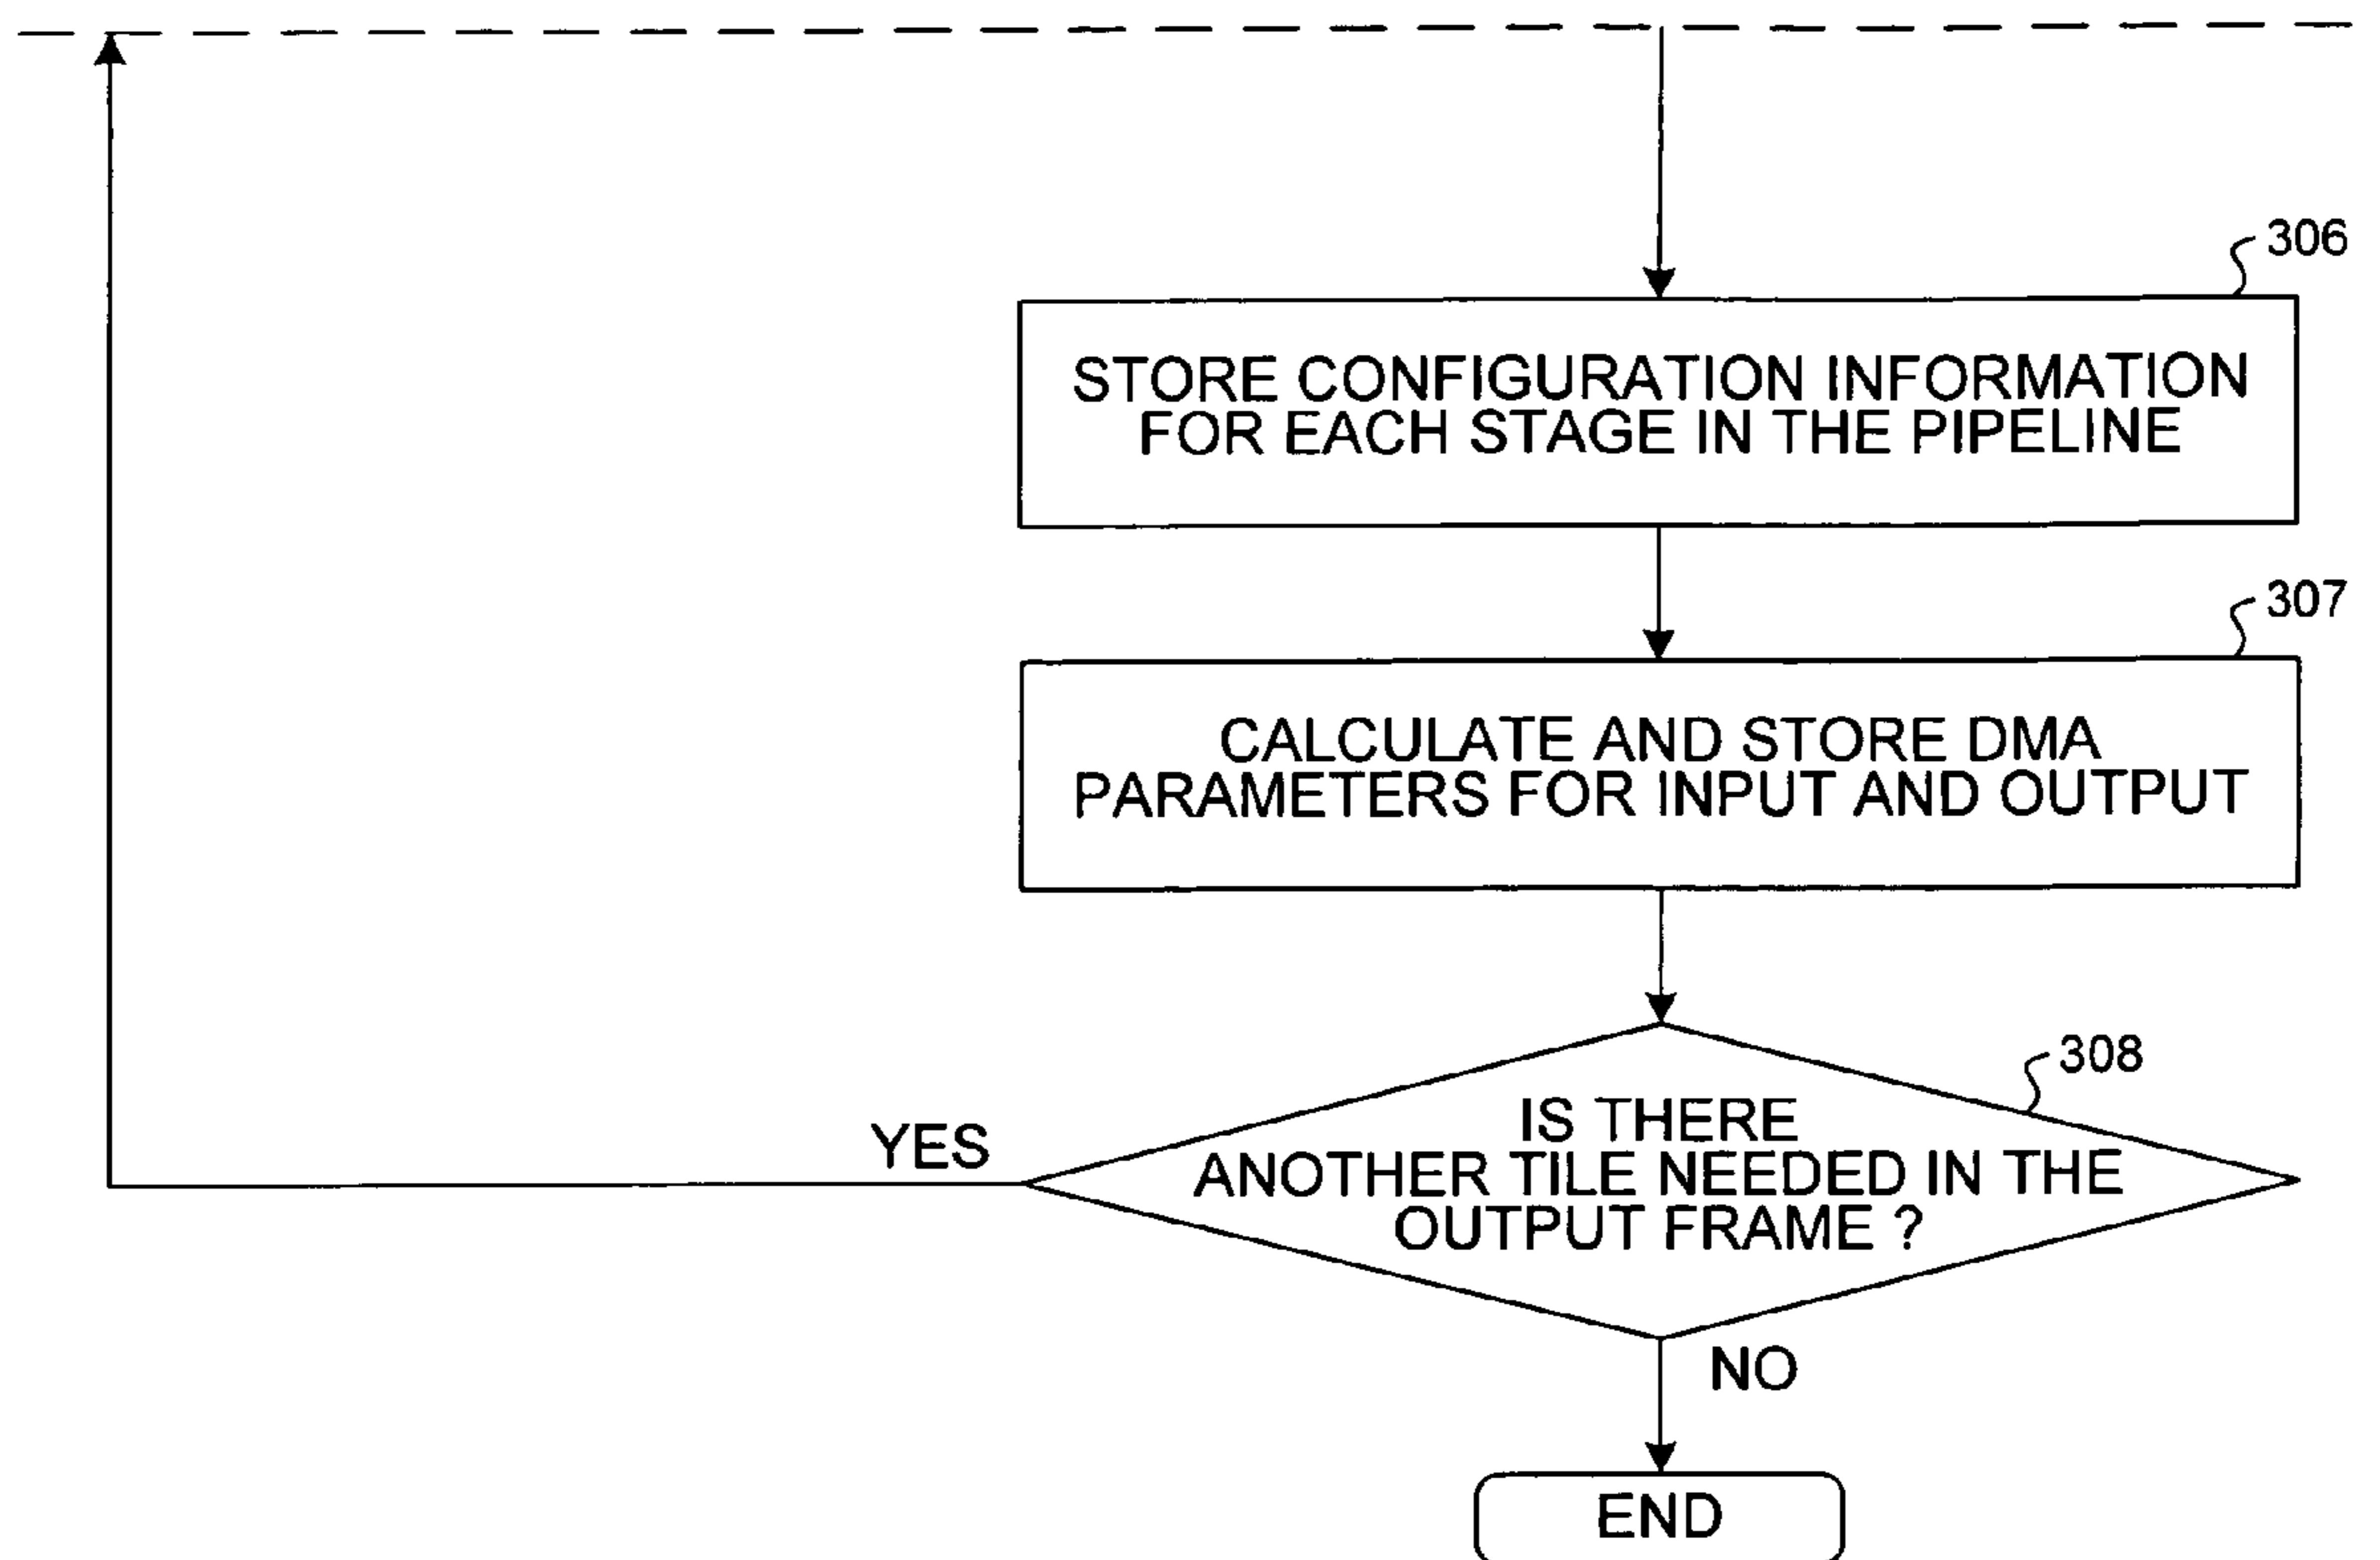 306
STORE CONFIGURATION INFORMATION
FOR EACH STAGE IN THE PIPELINE
307
CALCULATE AND STORE DMA
PARAMETERS FOR INPUT AND OUTPUT
308
IS THERE
ANOTHER TILE NEEDED IN THE
OUTPUT FRAME ?
YES
NO
END